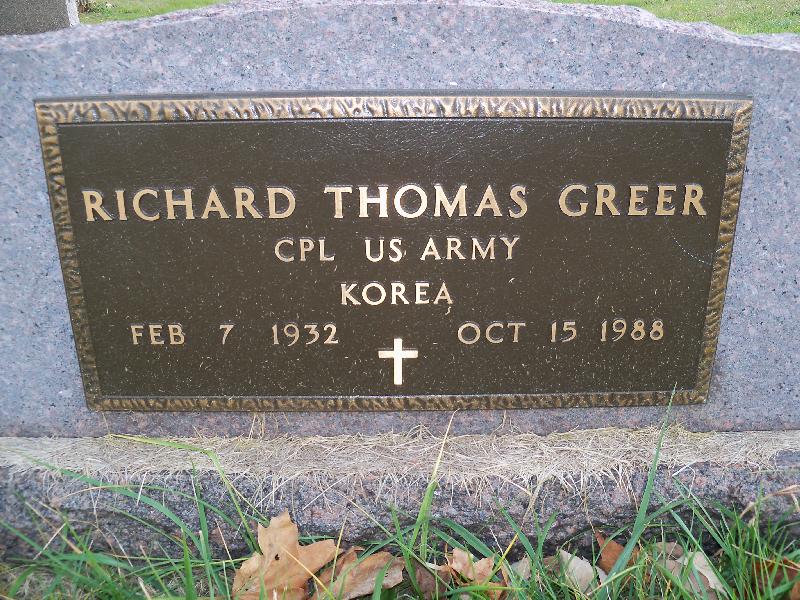 RICHARD THOMAS GREER
CPL US ARMY
KOREA
FEB 7 1932 OCT 15 1988